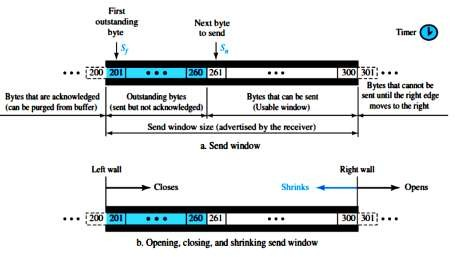 First
outstanding
byte
Next byte
to send
Timer
Sf
Sn
••• 200 201 ••• 260 261 ••• 300 301 •••
Bytes that are acknowledged
(can be purged from buffer)
Outstanding bytes
(sent but not acknowledged)
Bytes that can be sent
(Usable window)
Bytes that cannot be
sent until the right edge
moves to the right
Send window size (advertised by the receiver)
a. Send window
Left wall
Right wall
Closes
Shrinks
Opens
••• 200 201 ••• 260 261 ••• 300 301 •••
b. Opening, closing, and shrinking send window